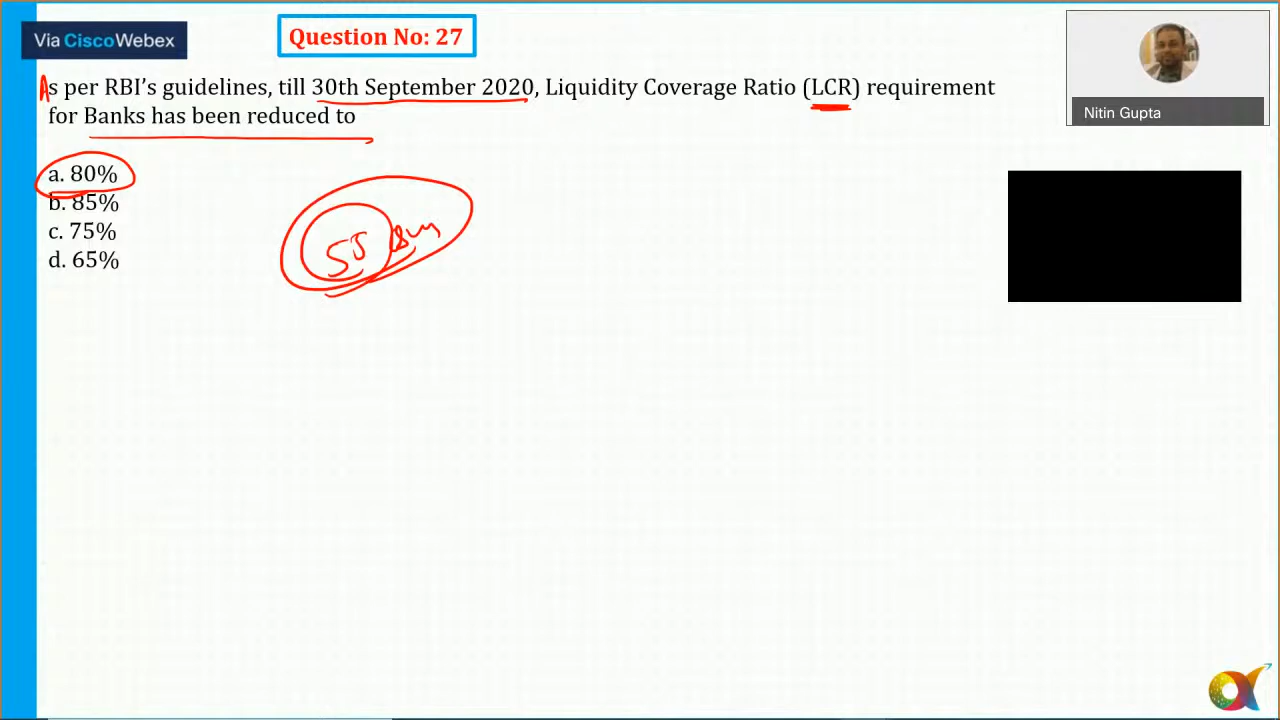 Via CiscoWebex
Question No: 27
Nitin Gupta
As per RBI's guidelines, till 30th September 2020, Liquidity Coverage Ratio (LCR) requirement
for Banks has been reduced to
a. 80%
b. 85%
c. 75%
d. 65%